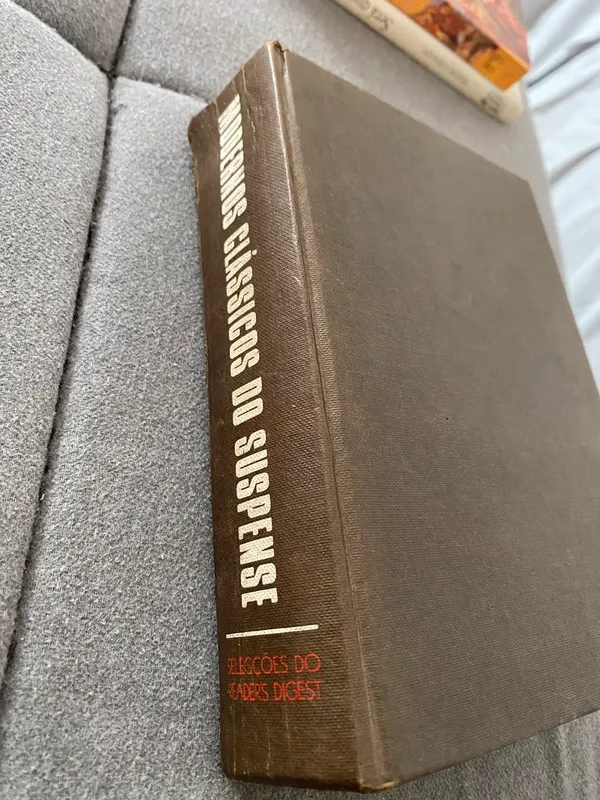 MODERNOS CLÁSSICOS DO SUSPENSE
SELECÇÕES DO
READER'S DIGEST